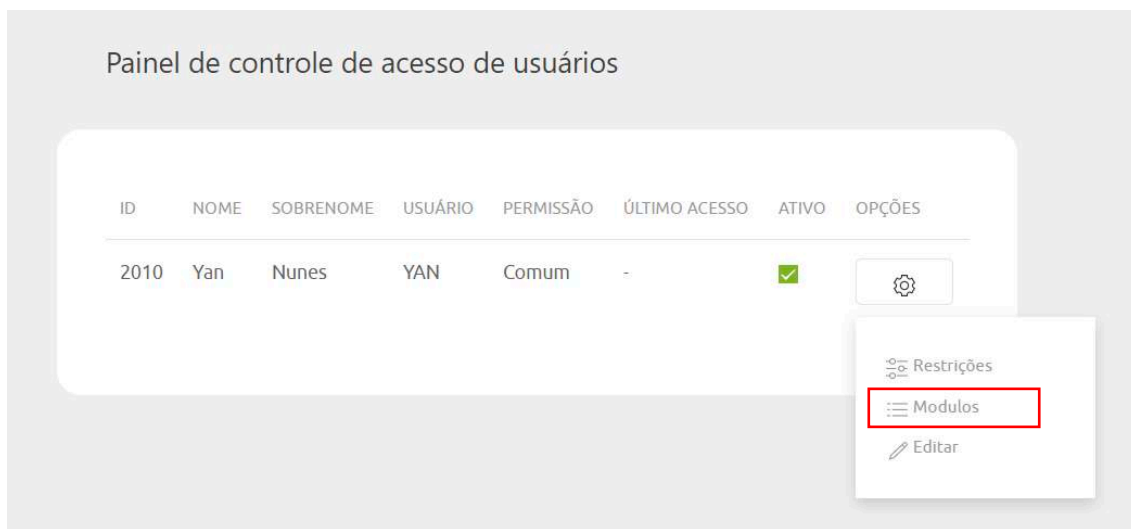 Painel de controle de acesso de usuários
ID NOME SOBRENOME USUÁRIO PERMISSÃO ÚLTIMO ACESSO ATIVO OPÇÕES
2010 Yan Nunes YAN Comum -
Restrições
Modulos
Editar